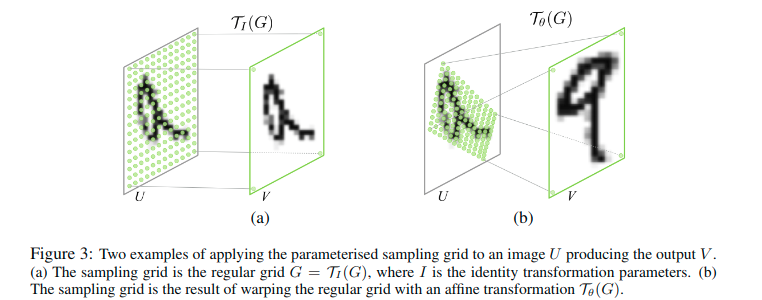 𝒯_I(G)
𝒯_θ(G)
U
V
U
V
(a)
(b)
Figure 3: Two examples of applying the parameterised sampling grid to an image U producing the output V.
(a) The sampling grid is the regular grid G = 𝒯_I(G), where I is the identity transformation parameters. (b)
The sampling grid is the result of warping the regular grid with an affine transformation 𝒯_θ(G).